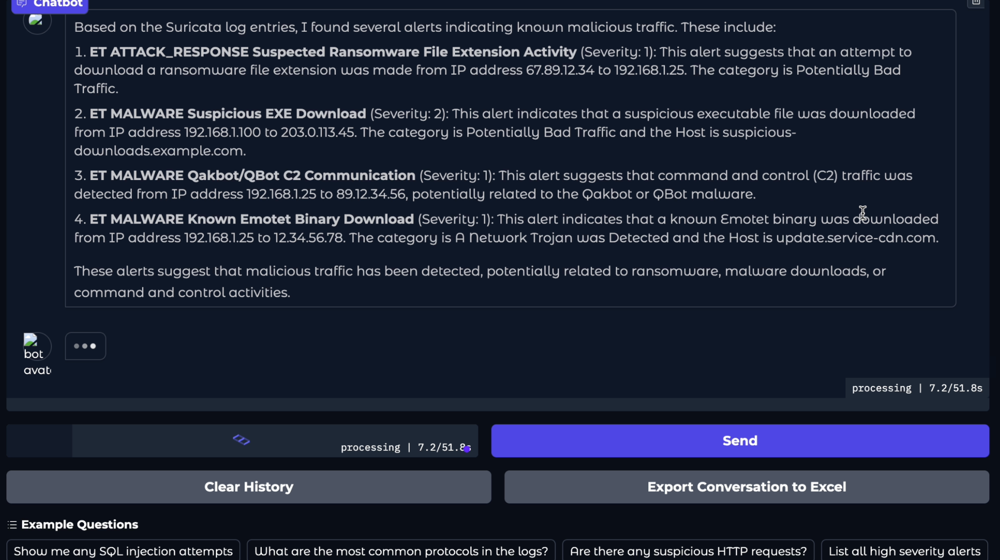 Chatbot
Based on the Suricata log entries, I found several alerts indicating known malicious traffic. These include:
1. ET ATTACK_RESPONSE Suspected Ransomware File Extension Activity (Severity: 1): This alert suggests that an attempt to
download a ransomware file extension was made from IP address 67.89.12.34 to 192.168.1.25. The category is Potentially Bad
Traffic.
2. ET MALWARE Suspicious EXE Download (Severity: 2): This alert indicates that a suspicious executable file was downloaded
from IP address 192.168.1.100 to 203.0.113.45. The category is Potentially Bad Traffic and the Host is suspicious-
downloads.example.com.
3. ET MALWARE Qakbot/QBot C2 Communication (Severity: 1): This alert suggests that command and control (C2) traffic was
detected from IP address 192.168.1.25 to 89.12.34.56, potentially related to the Qakbot or QBot malware.
4. ET MALWARE Known Emotet Binary Download (Severity: 1): This alert indicates that a known Emotet binary was downloaded
from IP address 192.168.1.25 to 12.34.56.78. The category is A Network Trojan was Detected and the Host is update.service-cdn.com.
These alerts suggest that malicious traffic has been detected, potentially related to ransomware, malware downloads, or
command and control activities.
bot
avat
processing | 7.2/51.8s
processing | 7.2/51.8s
Send
Clear History
Export Conversation to Excel
Example Questions
Show me any SQL injection attempts
What are the most common protocols in the logs?
Are there any suspicious HTTP requests?
List all high severity alerts